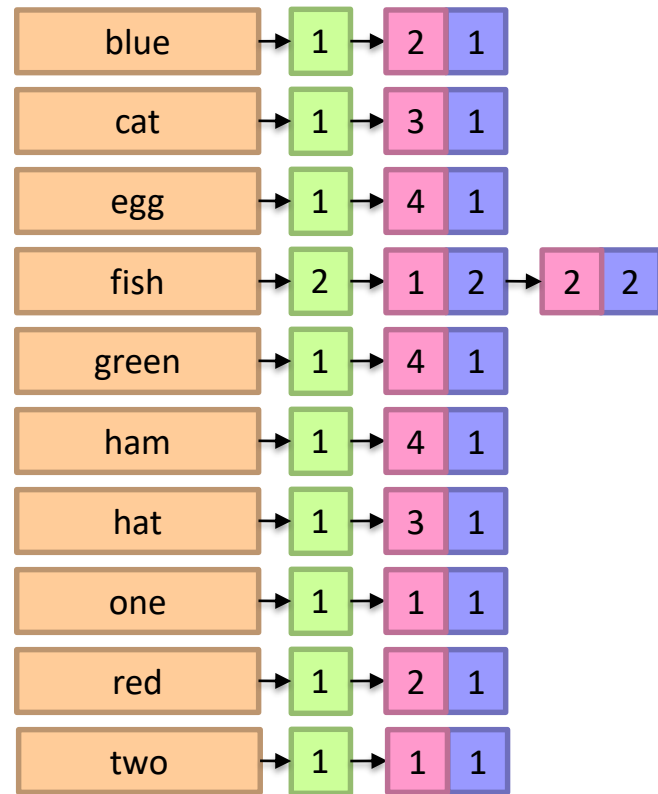 blue 1 2 1
cat 1 3 1
egg 1 4 1
fish 2 1 2 2 2
green 1 4 1
ham 1 4 1
hat 1 3 1
one 1 1 1
red 1 2 1
two 1 1 1